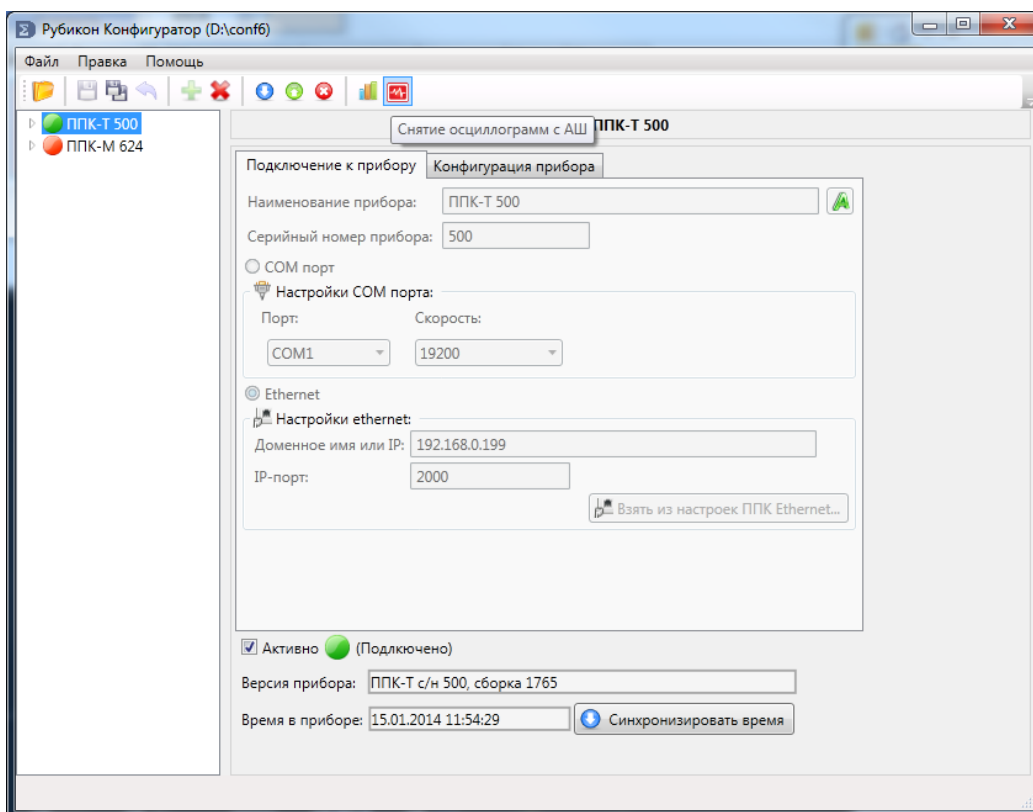 Рубикон Конфигуратор (D:\conf6)
Файл Правка Помощь
ППК-Т 500
ППК-М 624
Снятие осциллограмм с АШ
ППК-Т 500
Подключение к прибору Конфигурация прибора
Наименование прибора: ППК-Т 500
Серийный номер прибора: 500
COM порт
Настройки COM порта:
Порт: Скорость:
COM1 19200
Ethernet
Настройки ethernet:
Доменное имя или IP: 192.168.0.199
IP-порт: 2000
Взять из настроек ППК Ethernet...
Активно (Подлкючено)
Версия прибора: ППК-Т с/н 500, сборка 1765
Время в приборе: 15.01.2014 11:54:29 Синхронизировать время